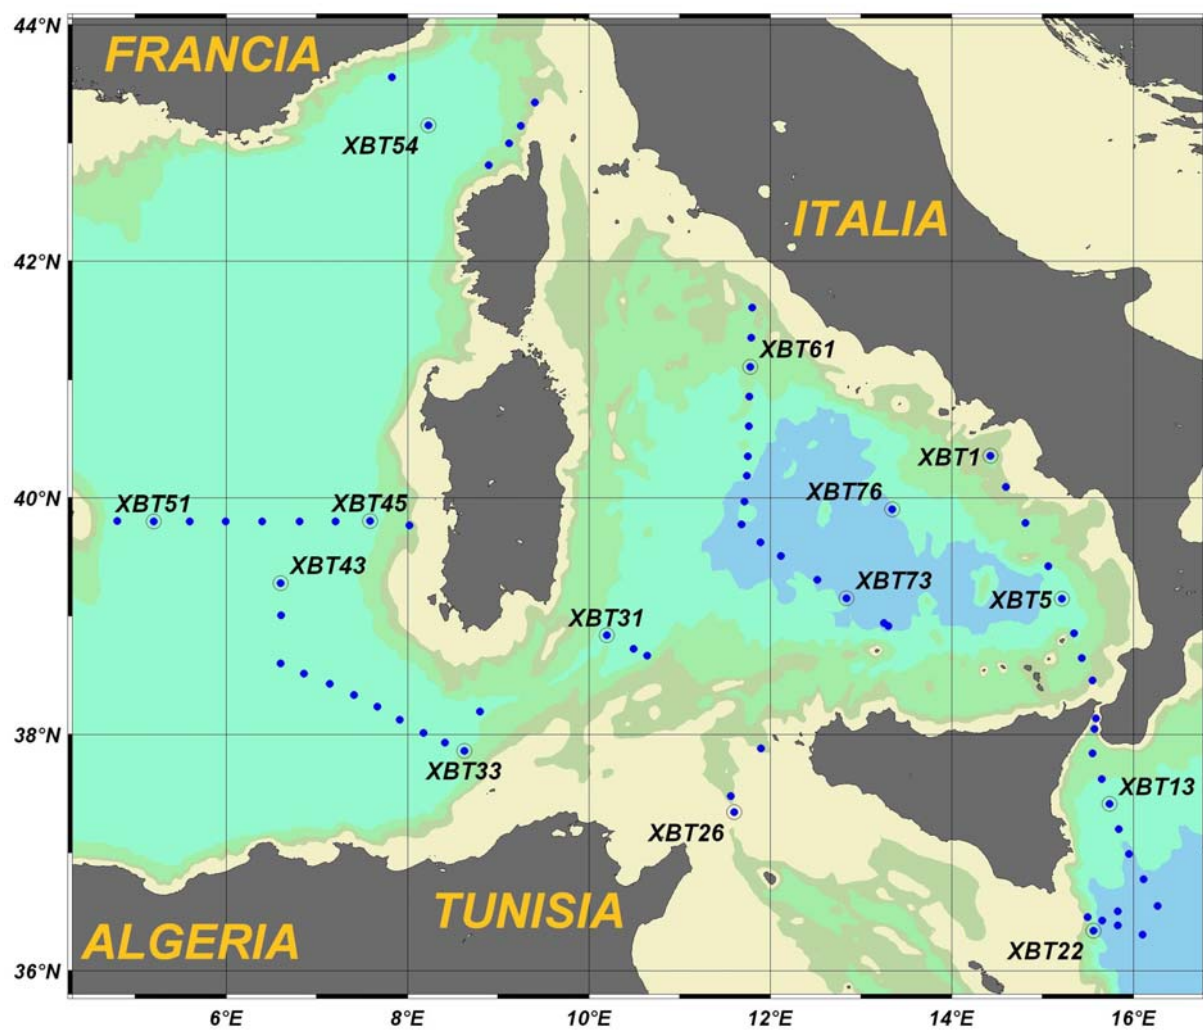 44°N
FRANCIA
XBT54
ITALIA
42°N
XBT61
XBT1
XBT51
XBT45
XBT76
40°N
XBT43
XBT73
XBT5
XBT31
38°N
XBT33
XBT13
XBT26
TUNISIA
ALGERIA
XBT22
36°N
6°E
8°E
10°E
12°E
14°E
16°E